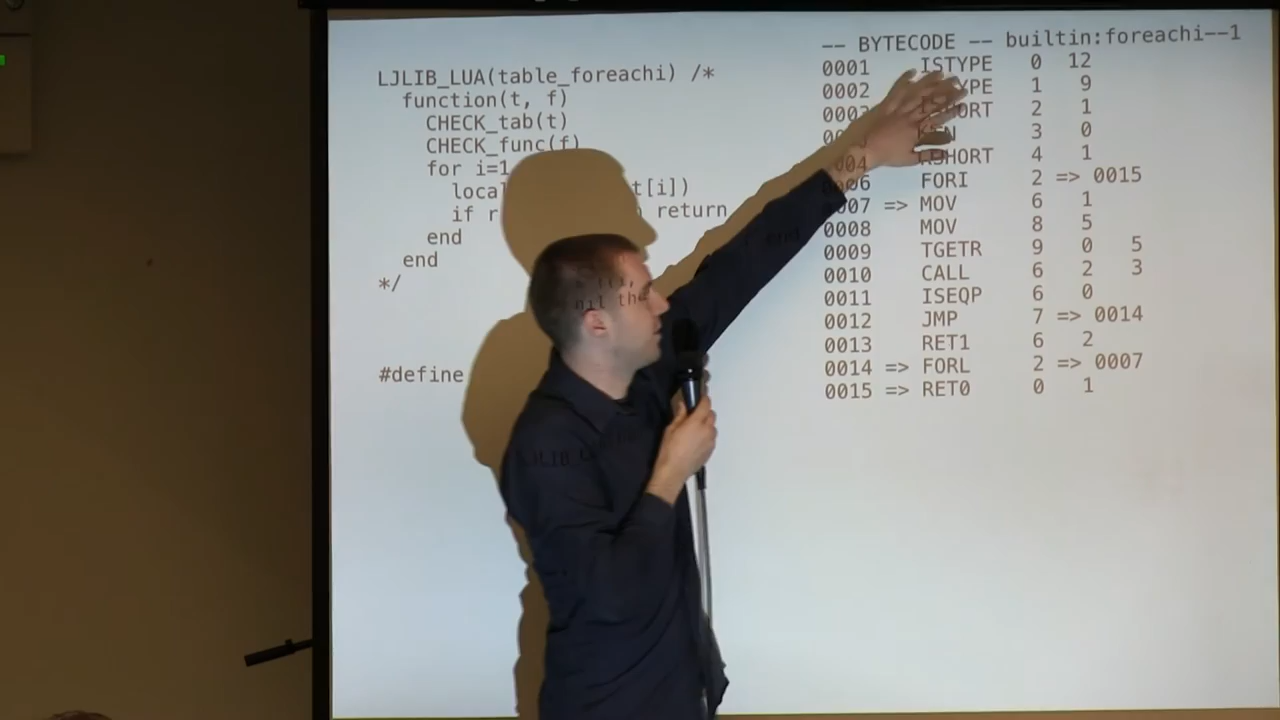 LJLIB_LUA(table_foreachi) /*
function(t, f)
CHECK_tab(t)
CHECK_func(f)
for i=1
t[i])
if return
end
end
*/
#define
-- BYTECODE -- builtin:foreachi--1
0001 ISTYPE 0 12
0002 1 9
2 1
3 0
4 1
FORI 2 => 0015
0007 => MOV 6 1
0008 MOV 8 5
0009 TGETR 9 0 5
0010 CALL 6 2 3
0011 ISEQP 6 0
0012 JMP 7 => 0014
0013 RET1 6 2
0014 => FORL 2 => 0007
0015 => RET0 0 1